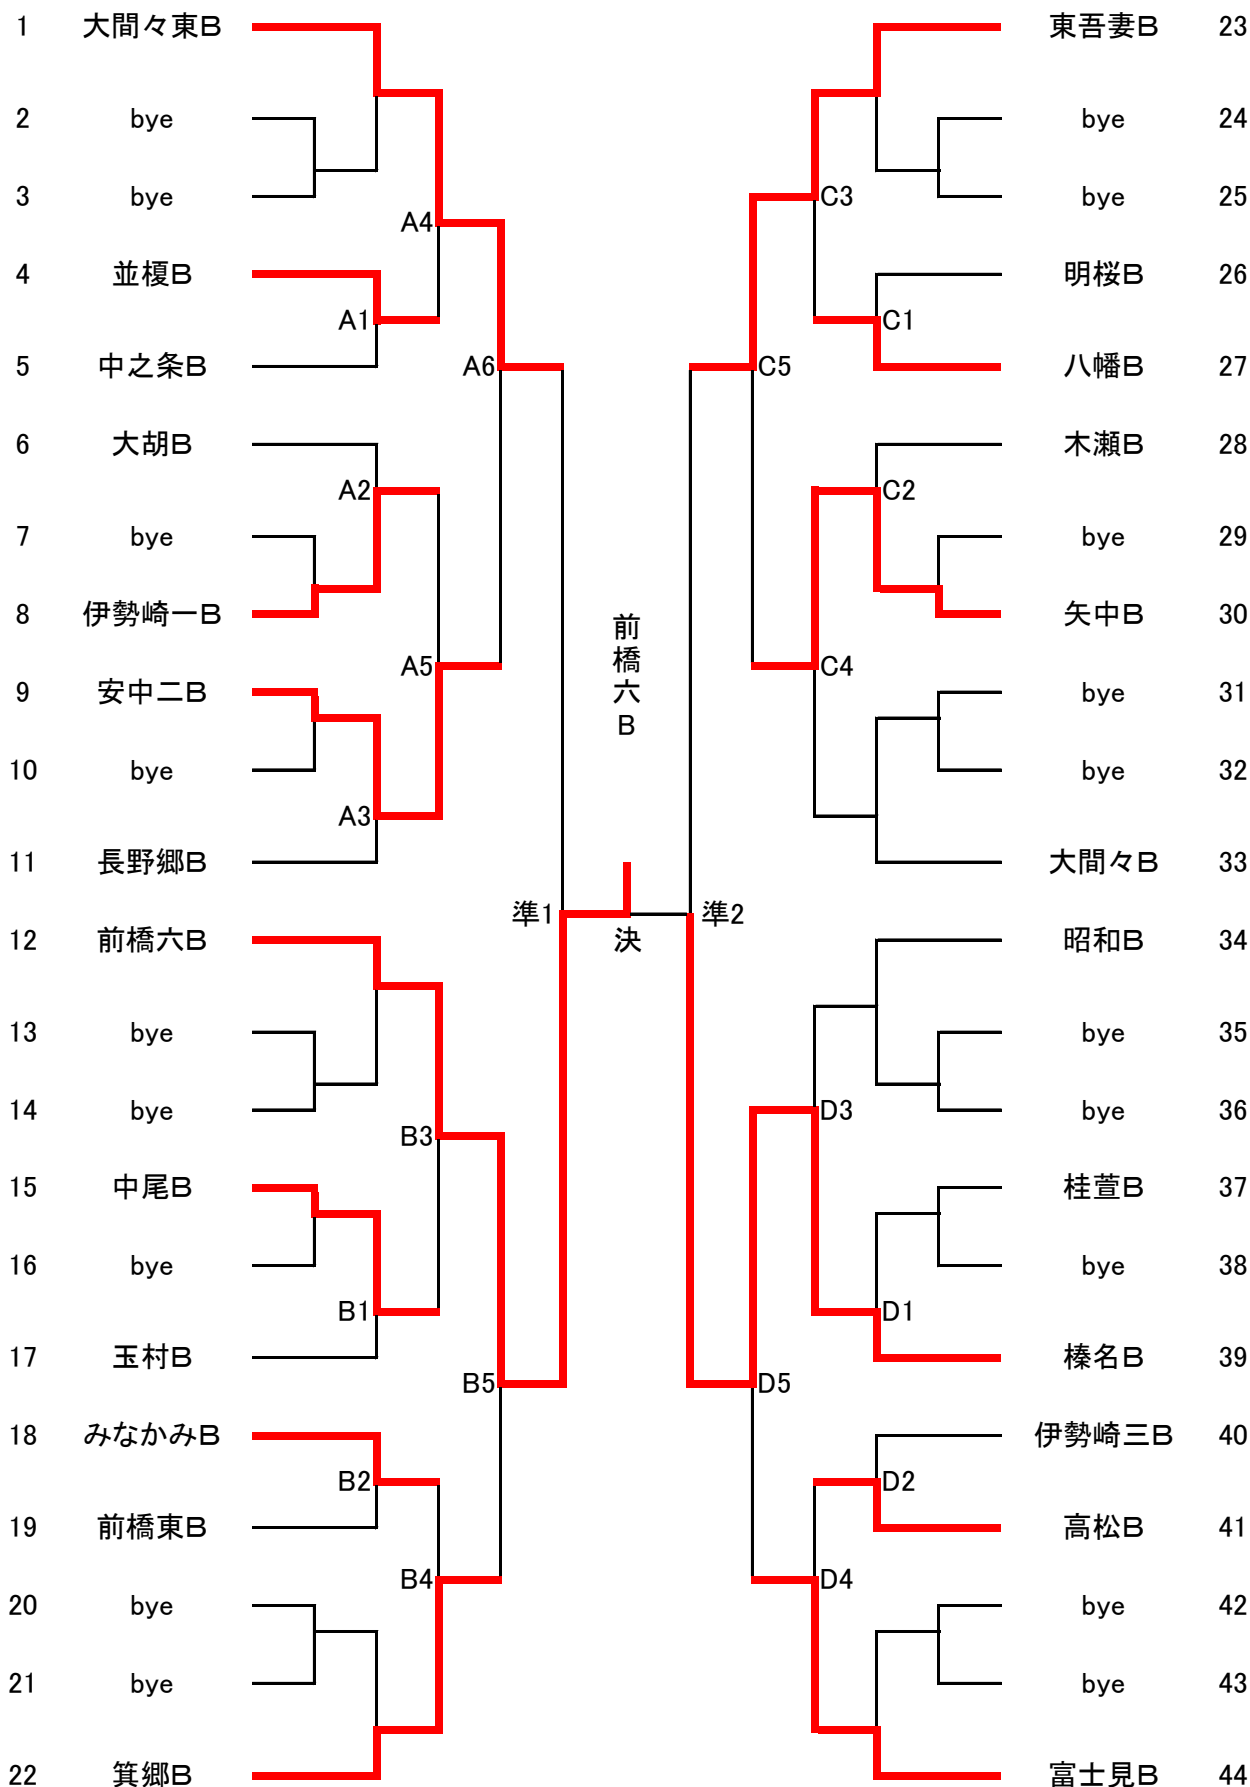 1 大間々東B
2 bye
3 bye
A4
4 並榎B
A1
5 中之条B
A6
6 大胡B
A2
7 bye
8 伊勢崎一B
A5
9 安中二B
10 bye
A3
11 長野郷B
準1
12 前橋六B
13 bye
14 bye
B3
15 中尾B
16 bye
B1
17 玉村B
B5
18 みなかみB
B2
19 前橋東B
B4
20 bye
21 bye
22 箕郷B
前橋六B
決
東吾妻B 23
bye 24
C3
bye 25
明桜B 26
C1
八幡B 27
C5
木瀬B 28
C2
bye 29
矢中B 30
C4
bye 31
bye 32
大間々B 33
準2
昭和B 34
bye 35
bye 36
D3
桂萱B 37
bye 38
D1
榛名B 39
D5
伊勢崎三B 40
D2
高松B 41
D4
bye 42
bye 43
富士見B 44